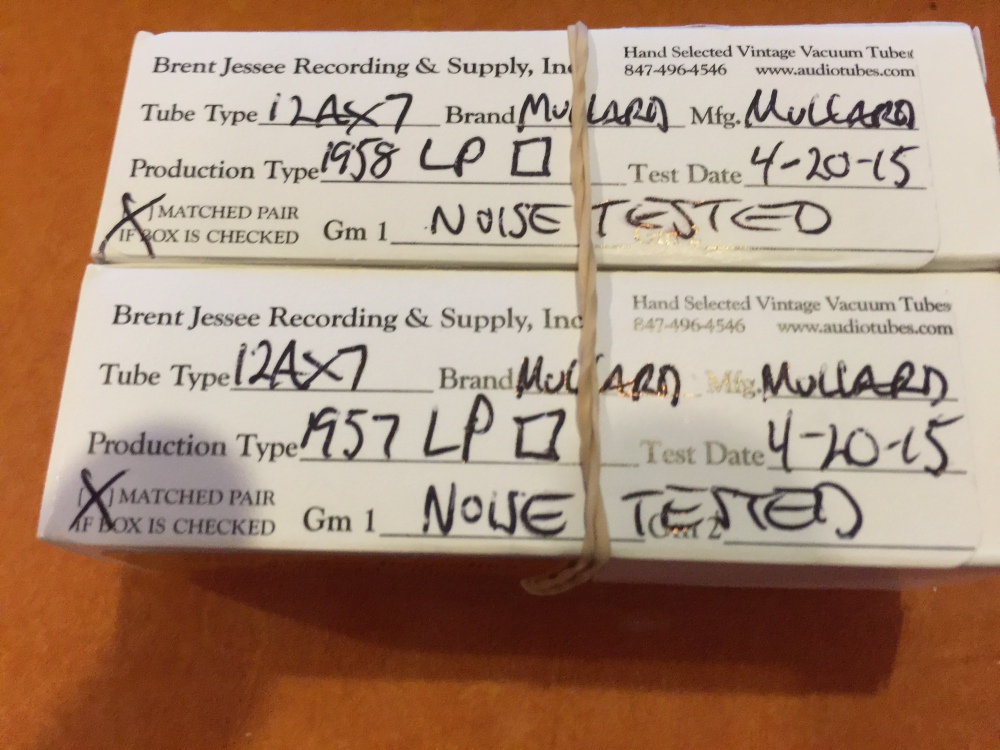 Brent Jessee Recording & Supply, Inc
Hand Selected Vintage Vacuum Tubes
847-496-4546 www.audiotubes.com
Tube Type 12AX7 Brand MULLARD Mfg. MULLARD
Production Type 1958 LP □ Test Date 4-20-15
[X] MATCHED PAIR
IF BOX IS CHECKED Gm 1 NOISE TESTED
Brent Jessee Recording & Supply, Inc
Hand Selected Vintage Vacuum Tubes
847-496-4546 www.audiotubes.com
Tube Type 12AX7 Brand MULLARD Mfg. MULLARD
Production Type 1957 LP □ Test Date 4-20-15
[X] MATCHED PAIR
IF BOX IS CHECKED Gm 1 NOISE TESTED Gm 2